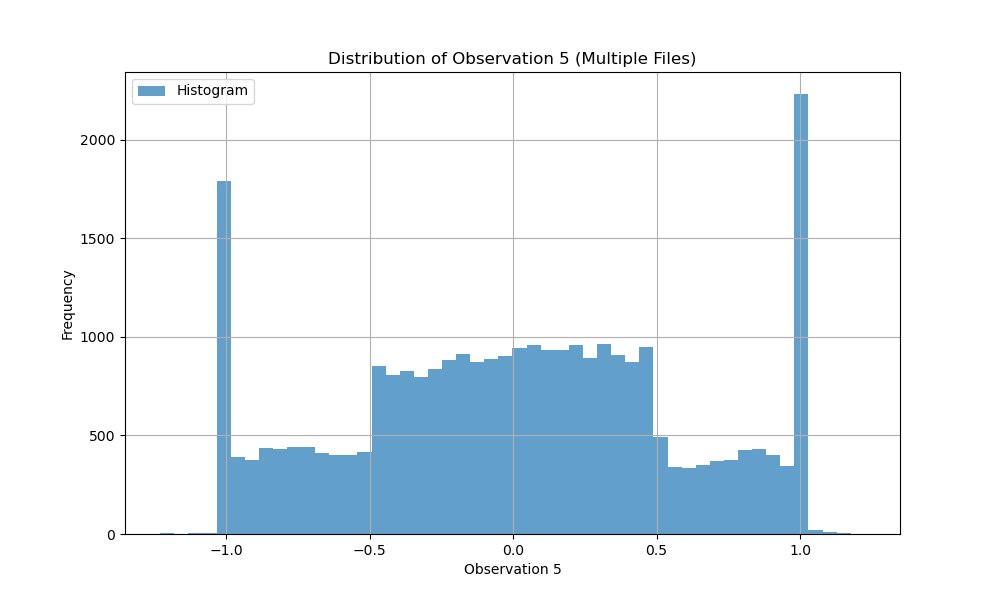 Distribution of Observation 5 (Multiple Files)
Histogram
2000
1500
1000
500
0
Frequency
−1.0
−0.5
0.0
0.5
1.0
Observation 5